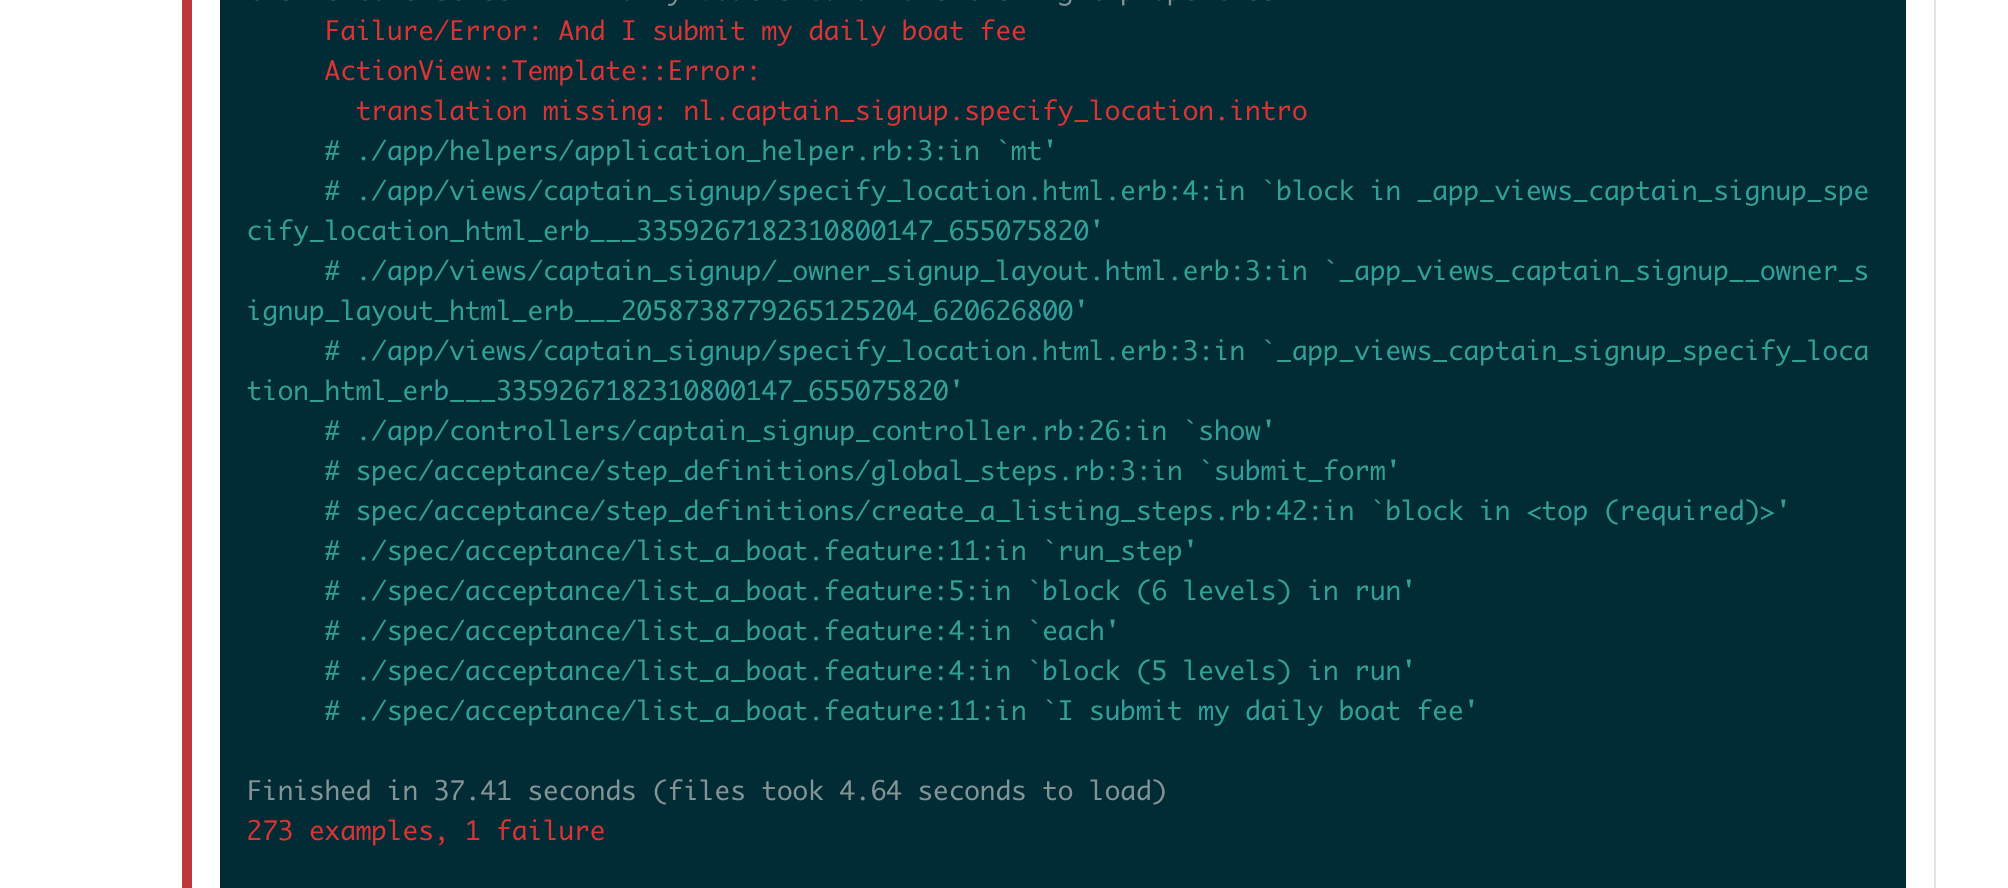 Failure/Error: And I submit my daily boat fee
ActionView::Template::Error:
translation missing: nl.captain_signup.specify_location.intro
# ./app/helpers/application_helper.rb:3:in `mt'
# ./app/views/captain_signup/specify_location.html.erb:4:in `block in _app_views_captain_signup_spe
cify_location_html_erb___3359267182310800147_655075820'
# ./app/views/captain_signup/_owner_signup_layout.html.erb:3:in `_app_views_captain_signup__owner_s
ignup_layout_html_erb___2058738779265125204_620626800'
# ./app/views/captain_signup/specify_location.html.erb:3:in `_app_views_captain_signup_specify_loca
tion_html_erb___3359267182310800147_655075820'
# ./app/controllers/captain_signup_controller.rb:26:in `show'
# spec/acceptance/step_definitions/global_steps.rb:3:in `submit_form'
# spec/acceptance/step_definitions/create_a_listing_steps.rb:42:in `block in <top (required)>'
# ./spec/acceptance/list_a_boat.feature:11:in `run_step'
# ./spec/acceptance/list_a_boat.feature:5:in `block (6 levels) in run'
# ./spec/acceptance/list_a_boat.feature:4:in `each'
# ./spec/acceptance/list_a_boat.feature:4:in `block (5 levels) in run'
# ./spec/acceptance/list_a_boat.feature:11:in `I submit my daily boat fee'
Finished in 37.41 seconds (files took 4.64 seconds to load)
273 examples, 1 failure